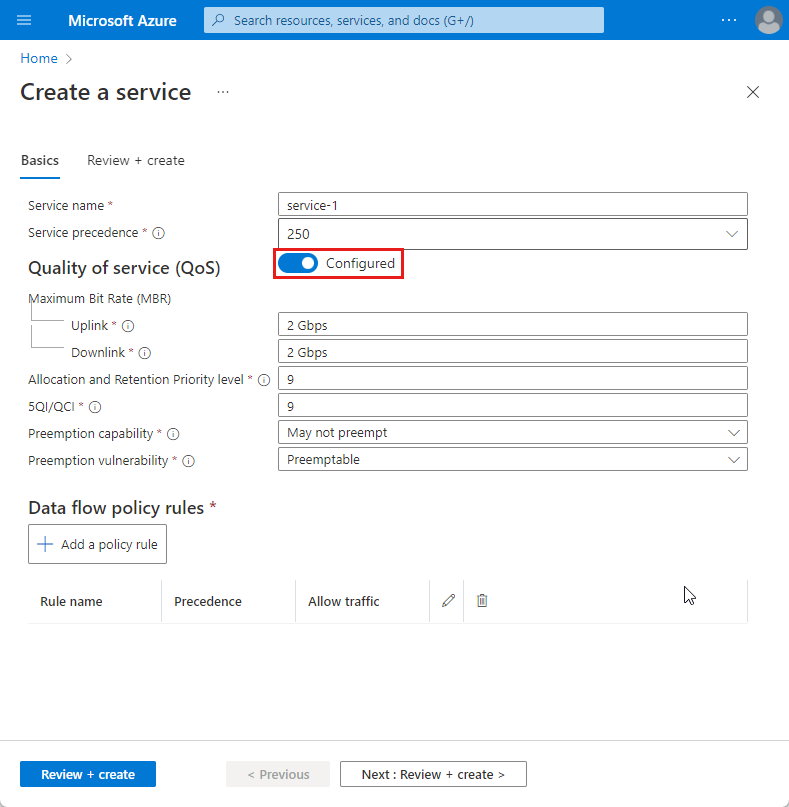 Microsoft Azure
Search resources, services, and docs (G+/)
...
Home >
Create a service ...
Basics Review + create
Service name * service-1
Service precedence * 250
Quality of service (QoS) Configured
Maximum Bit Rate (MBR)
Uplink * 2 Gbps
Downlink * 2 Gbps
Allocation and Retention Priority level * 9
5QI/QCI * 9
Preemption capability * May not preempt
Preemption vulnerability * Preemptable
Data flow policy rules *
+ Add a policy rule
Rule name Precedence Allow traffic
Review + create < Previous Next : Review + create >